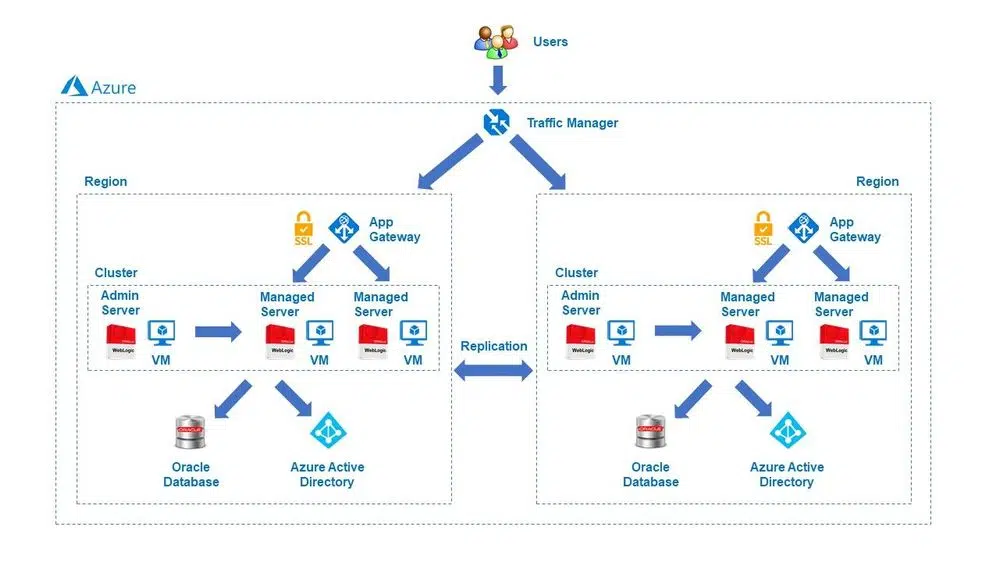 Users
Azure
Traffic Manager
Region
Region
SSL
App
Gateway
SSL
App
Gateway
Cluster
Admin
Server
WebLogic
VM
Managed
Server
WebLogic
VM
Managed
Server
WebLogic
VM
Replication
Cluster
Admin
Server
WebLogic
VM
Managed
Server
WebLogic
VM
Managed
Server
WebLogic
VM
ORACLE
Oracle
Database
Azure Active
Directory
ORACLE
Oracle
Database
Azure Active
Directory